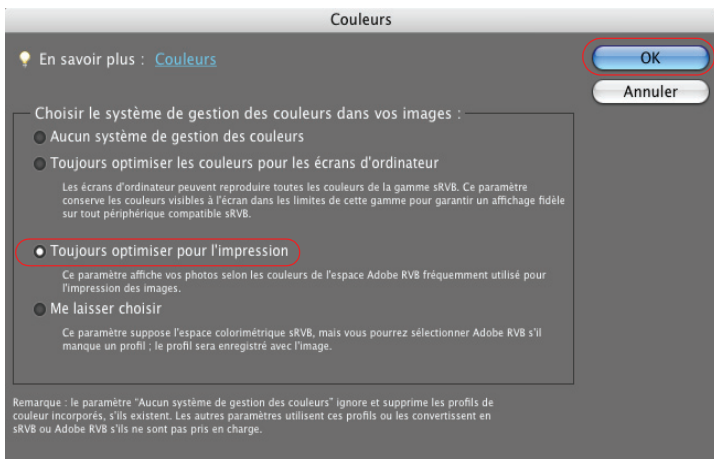 Couleurs
En savoir plus : Couleurs
OK
Annuler
Choisir le système de gestion des couleurs dans vos images :
Aucun système de gestion des couleurs
Toujours optimiser les couleurs pour les écrans d'ordinateur
Les écrans d'ordinateur peuvent reproduire toutes les couleurs de la gamme sRVB. Ce paramètre
conserve les couleurs visibles à l'écran dans les limites de cette gamme pour garantir un affichage fidèle
sur tout périphérique compatible sRVB.
Toujours optimiser pour l'impression
Ce paramètre affiche vos photos selon les couleurs de l'espace Adobe RVB fréquemment utilisé pour
l'impression des images.
Me laisser choisir
Ce paramètre suppose l'espace colorimétrique sRVB, mais vous pourrez sélectionner Adobe RVB s'il
manque un profil ; le profil sera enregistré avec l'image.
Remarque : le paramètre "Aucun système de gestion des couleurs" ignore et supprime les profils de
couleur incorporés, s'ils existent. Les autres paramètres utilisent ces profils ou les convertissent en
sRVB ou Adobe RVB s'ils ne sont pas pris en charge.